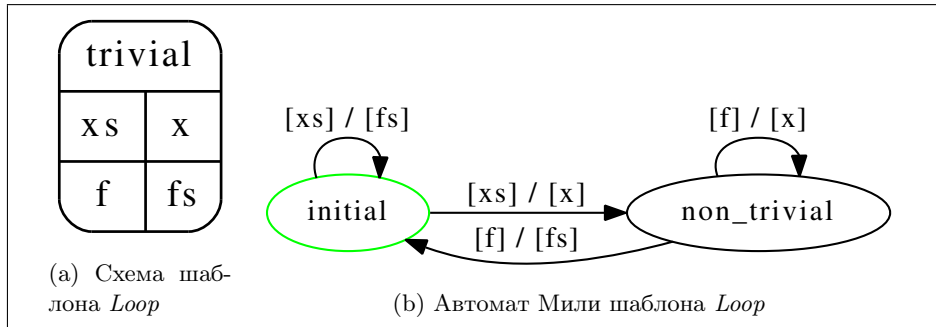 trivial
xs x
f fs
(a) Схема шаб-
лона Loop
[xs] / [fs]
[f] / [x]
initial
[xs] / [x]
non_trivial
[f] / [fs]
(b) Автомат Мили шаблона Loop